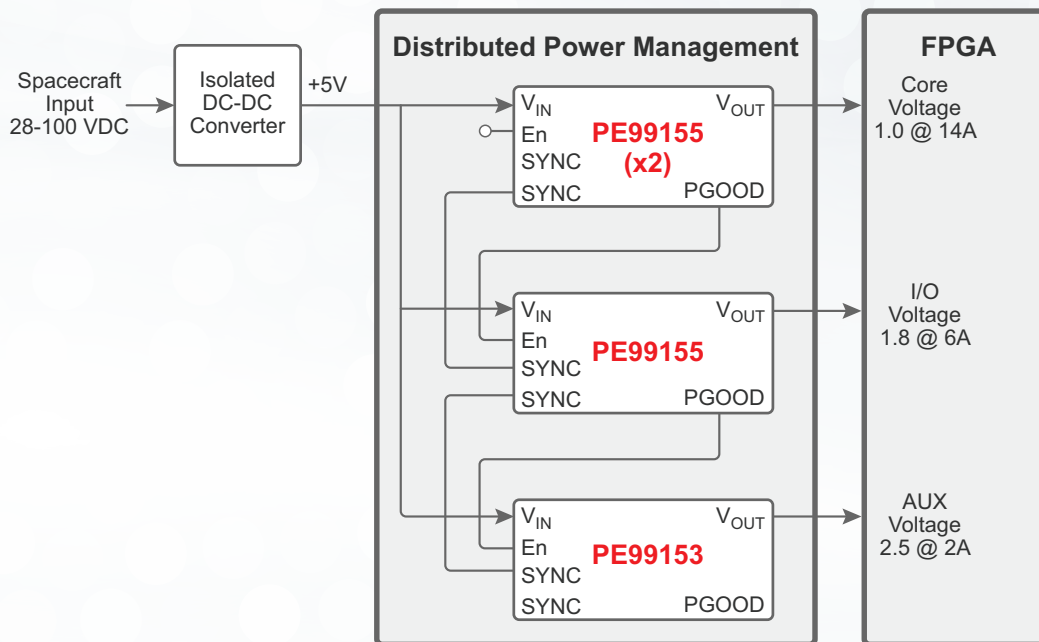 Distributed Power Management
FPGA
Spacecraft
Input
28-100 VDC
Isolated
DC-DC
Converter
+5V
VIN
En
SYNC
SYNC
PE99155
(x2)
VOUT
PGOOD
Core
Voltage
1.0 @ 14A
VIN
En
SYNC
SYNC
PE99155
VOUT
PGOOD
I/O
Voltage
1.8 @ 6A
VIN
En
SYNC
SYNC
PE99153
VOUT
PGOOD
AUX
Voltage
2.5 @ 2A